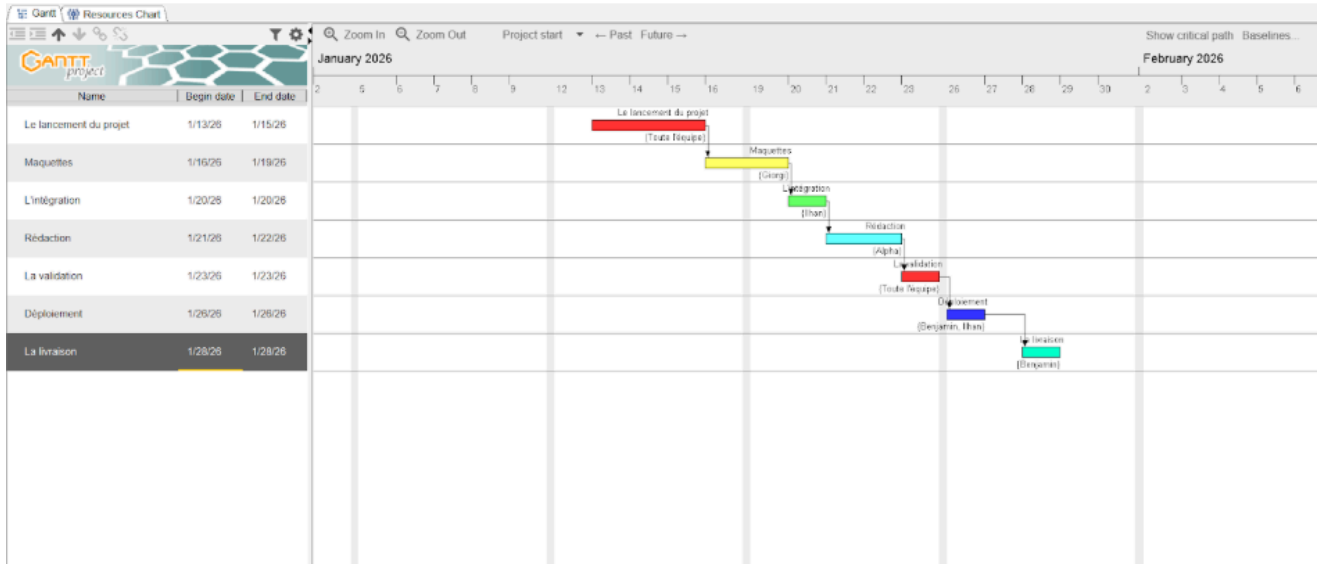 Gantt Resources Chart
Zoom In Zoom Out Project start ← Past Future → Show critical path Baselines...
GANTT project
January 2026 February 2026
Name Begin date End date
2 5 6 7 8 9 12 13 14 15 16 19 20 21 22 23 26 27 28 29 30 2 3 4 5 6
Le lancement du projet 1/13/26 1/15/26
Le lancement du projet
(Toute l'équipe)
Maquettes 1/16/26 1/19/26
Maquettes
(Giorgi)
L'intégration 1/20/26 1/20/26
L'intégration
(Ilhan)
Rédaction 1/21/26 1/22/26
Rédaction
(Alpha)
La validation 1/23/26 1/23/26
La validation
(Toute l'équipe)
Déploiement 1/26/26 1/26/26
Déploiement
(Benjamin, Ilhan)
La livraison 1/28/26 1/28/26
La livraison
(Benjamin)